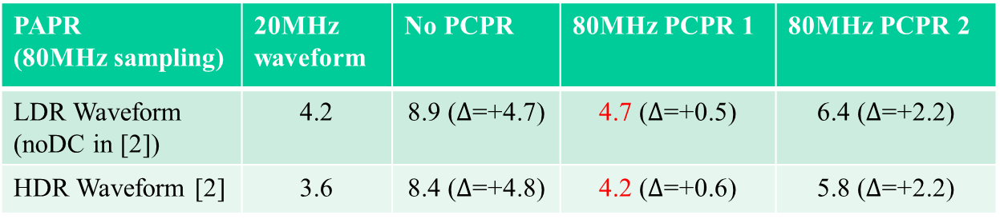 PAPR (80MHz sampling) 20MHz waveform No PCPR 80MHz PCPR 1 80MHz PCPR 2
LDR Waveform (noDC in [2]) 4.2 8.9 (Δ=+4.7) 4.7 (Δ=+0.5) 6.4 (Δ=+2.2)
HDR Waveform [2] 3.6 8.4 (Δ=+4.8) 4.2 (Δ=+0.6) 5.8 (Δ=+2.2)